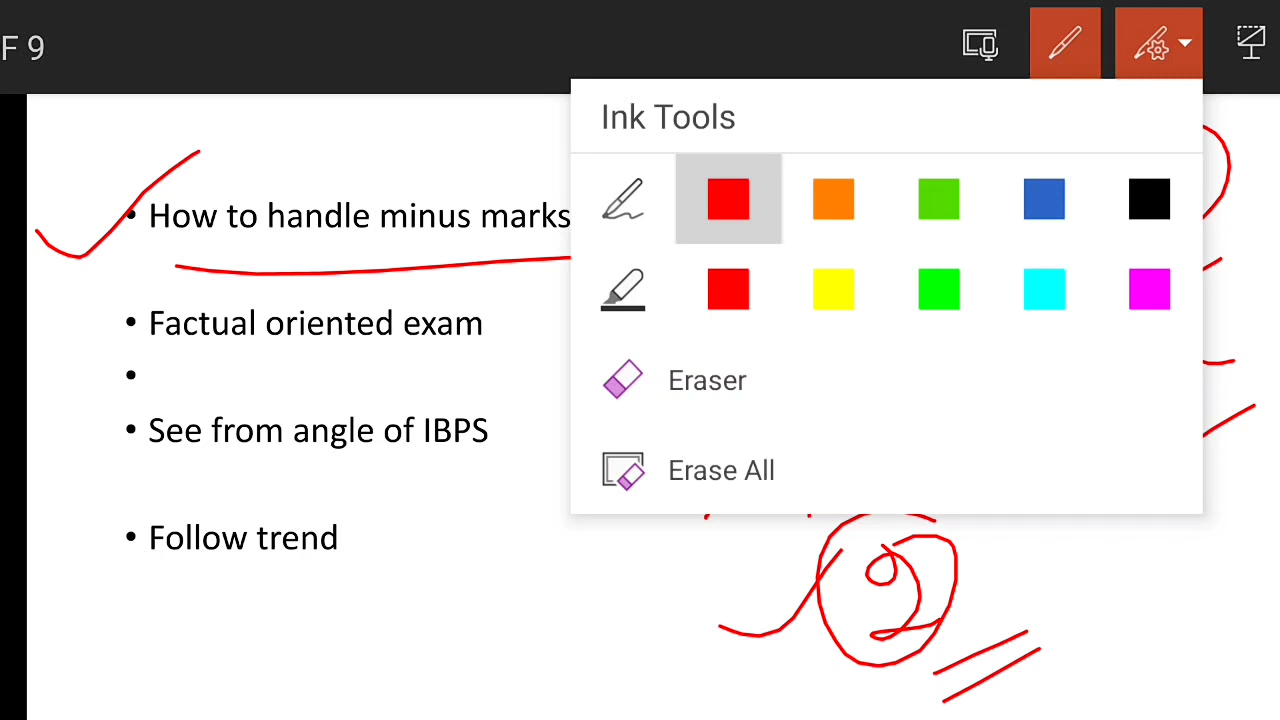 F 9
Ink Tools
• How to handle minus marks
• Factual oriented exam
•
• See from angle of IBPS
• Follow trend
Eraser
Erase All